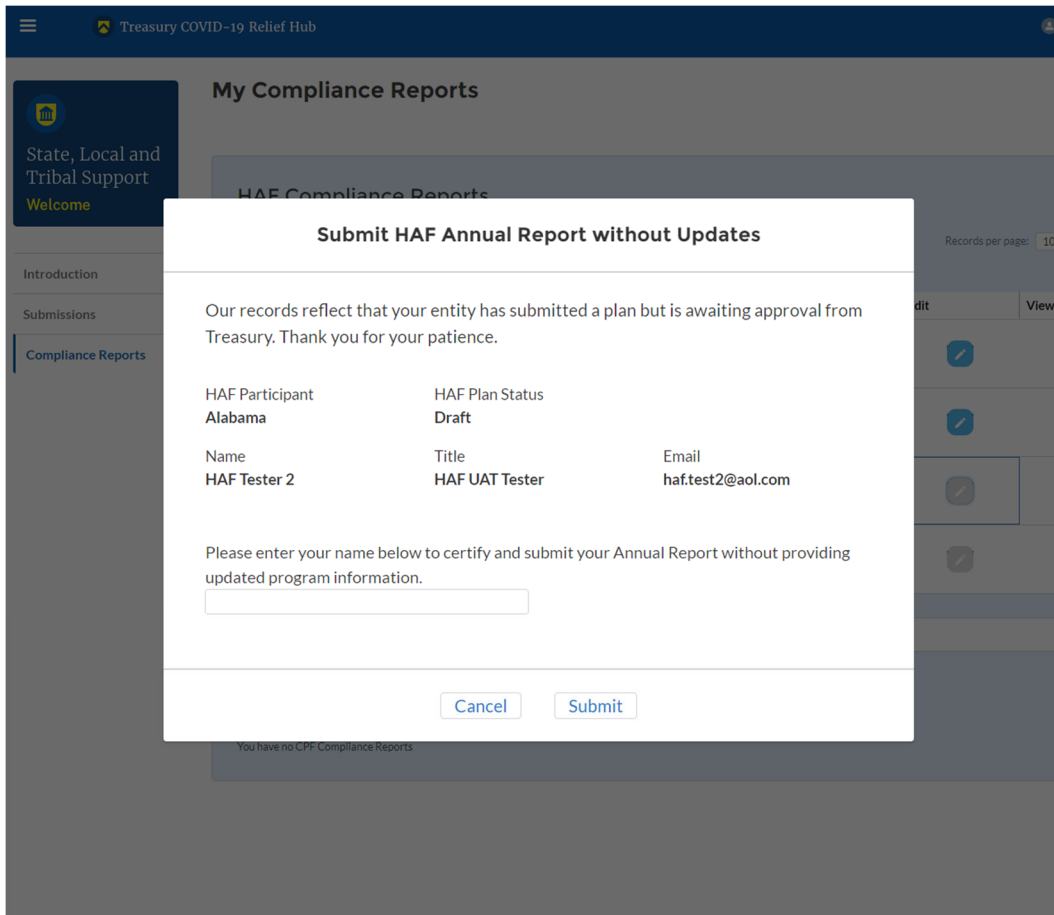 Treasury COVID-19 Relief Hub
My Compliance Reports
State, Local and
Tribal Support
Welcome
HAF Compliance Reports
Records per page: 10
Introduction
Submissions
Compliance Reports
dit
View
Submit HAF Annual Report without Updates
Our records reflect that your entity has submitted a plan but is awaiting approval from
Treasury. Thank you for your patience.
HAF Participant HAF Plan Status
Alabama Draft
Name Title Email
HAF Tester 2 HAF UAT Tester haf.test2@aol.com
Please enter your name below to certify and submit your Annual Report without providing
updated program information.
Cancel Submit
You have no CPF Compliance Reports